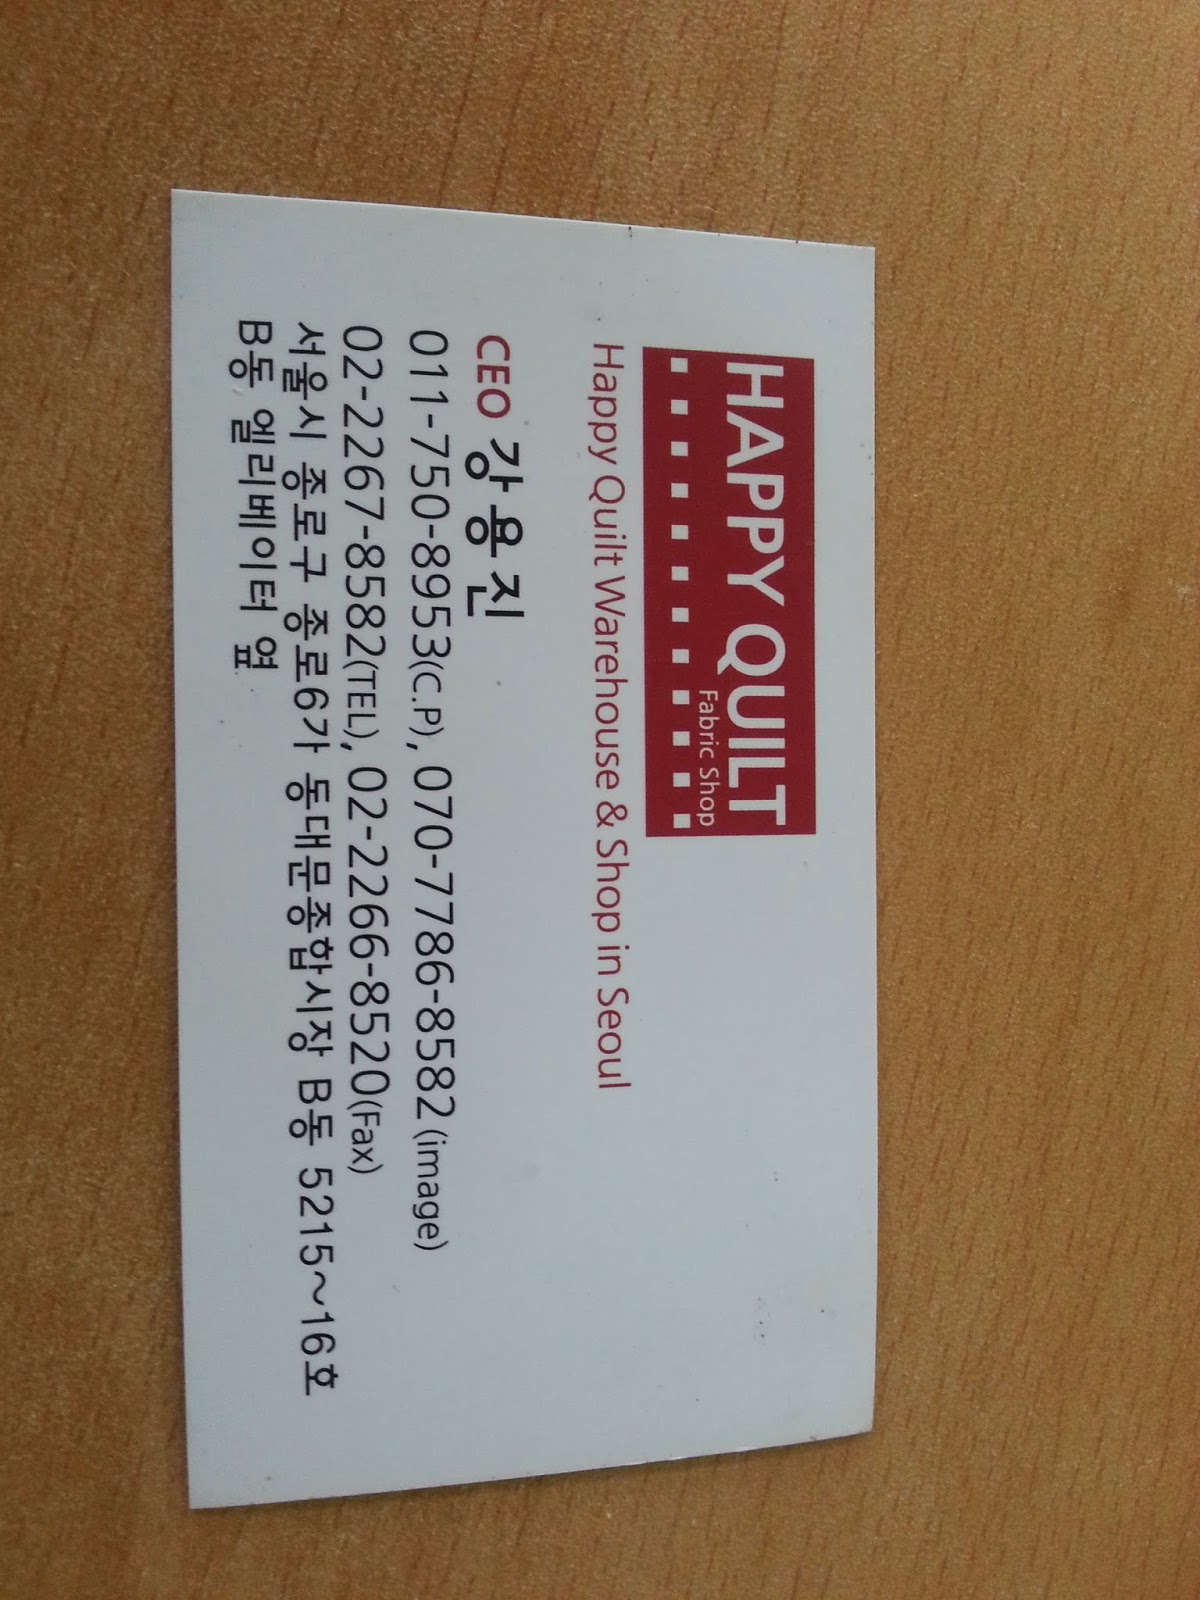 HAPPY QUILT
Fabric Shop
Happy Quilt Warehouse & Shop in Seoul
CEO 강용진
011-750-8953(C.P), 070-7786-8582 (image)
02-2267-8582(TEL), 02-2266-8520(Fax)
서울시 종로구 종로6가 동대문종합시장 B동 5215~16호
B동 엘리베이터 옆